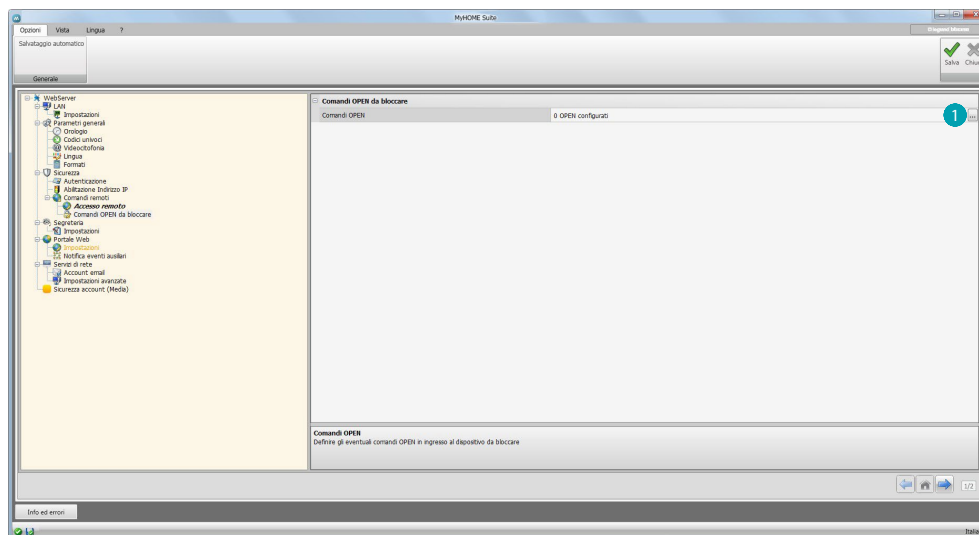 MyHOME Suite
Opzioni Vista Lingua ?
Salvataggio automatico
Salva Chiu
Generale
WebServer
LAN
Impostazioni
Parametri generali
Orologio
Codici univoci
Videocitofonia
Lingua
Formati
Sicurezza
Autenticazione
Abilitazione Indirizzo IP
Comandi remoti
Accesso remoto
Comandi OPEN da bloccare
Segreteria
Impostazioni
Portale Web
Impostazioni
Notifica eventi ausiliari
Servizi di rete
Account email
Impostazioni avanzate
Sicurezza account (Media)
Comandi OPEN da bloccare
Comandi OPEN 0 OPEN configurati 1 ...
Comandi OPEN
Definire gli eventuali comandi OPEN in ingresso al dispositivo da bloccare
1/2
Info ed errori
Italia